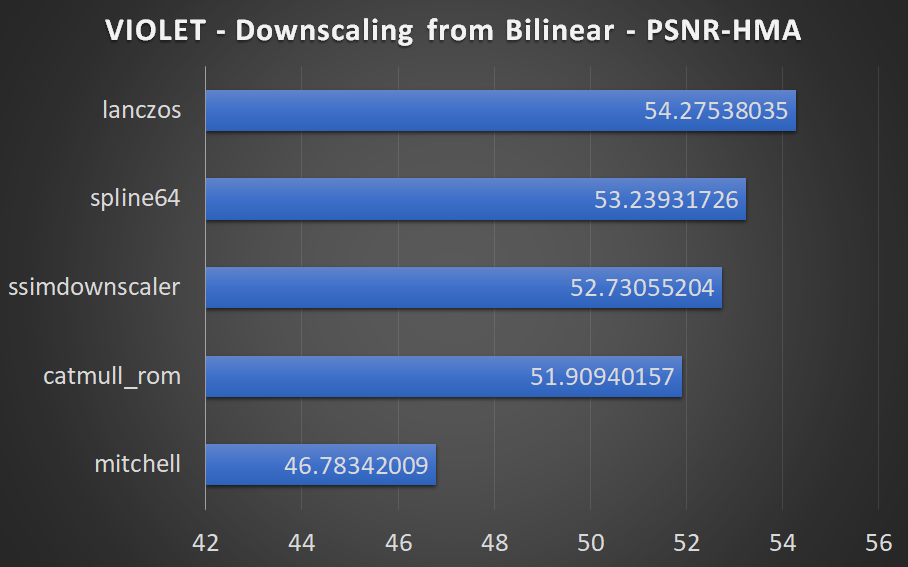 VIOLET - Downscaling from Bilinear - PSNR-HMA
lanczos 54.27538035
spline64 53.23931726
ssimdownscaler 52.73055204
catmull_rom 51.90940157
mitchell 46.78342009
42 44 46 48 50 52 54 56